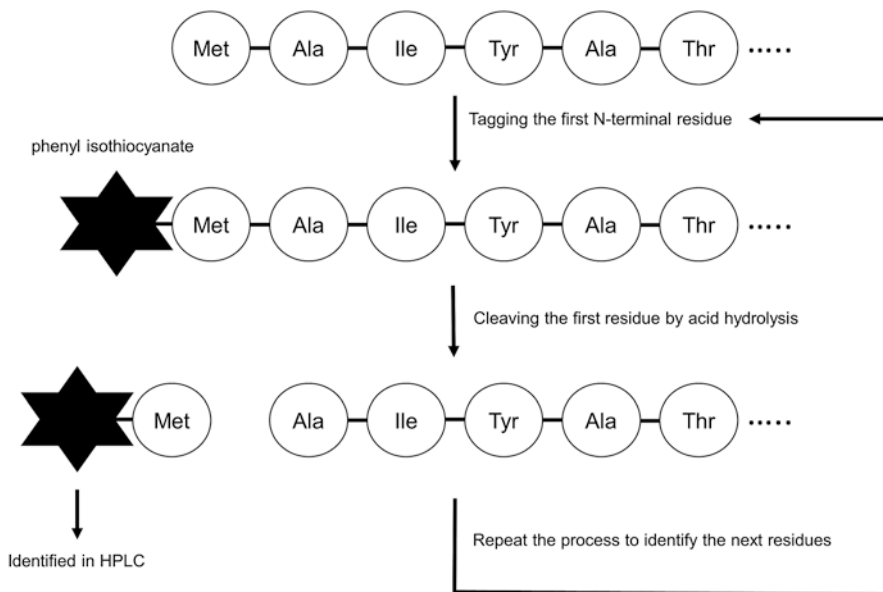 Met Ala Ile Tyr Ala Thr .....
Tagging the first N-terminal residue
phenyl isothiocyanate
Met Ala Ile Tyr Ala Thr .....
Cleaving the first residue by acid hydrolysis
Met Ala Ile Tyr Ala Thr .....
Identified in HPLC
Repeat the process to identify the next residues